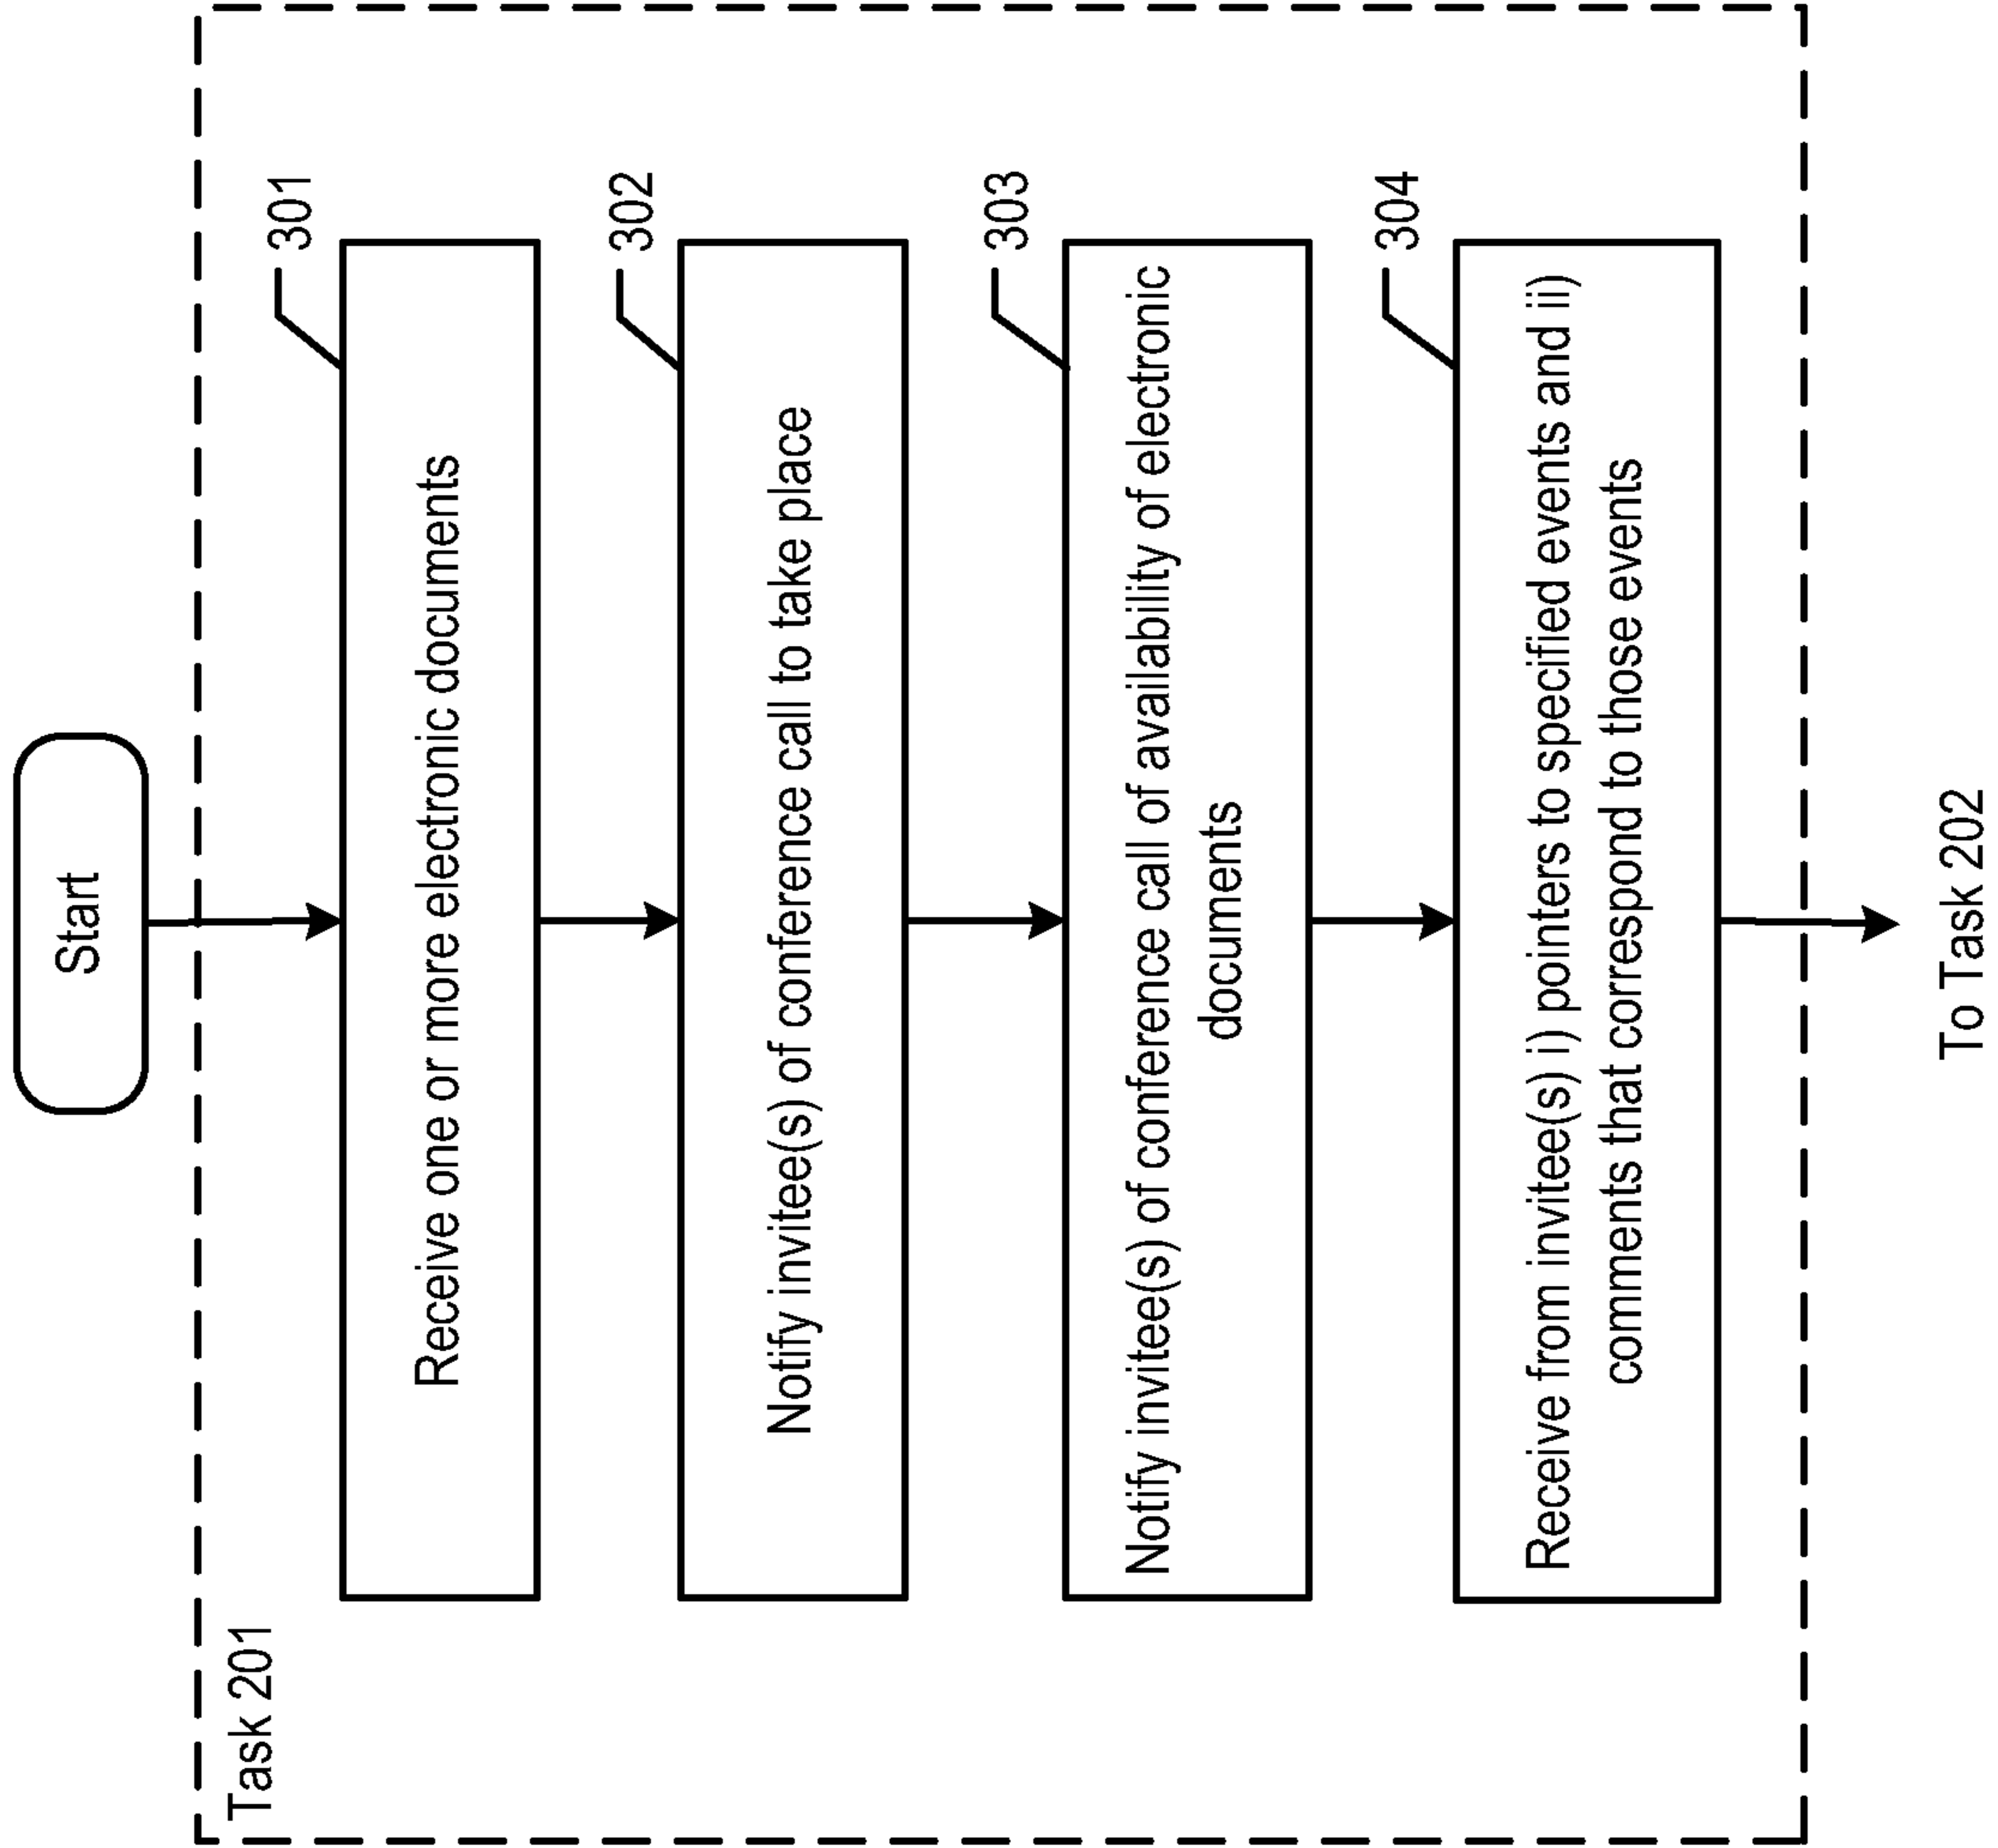 Start
Task 201
301
Receive one or more electronic documents
302
Notify invitee(s) of conference call to take place
303
Notify invitee(s) of conference call of availability of electronic
documents
304
Receive from invitee(s) i) pointers to specified events and ii)
comments that correspond to those events
To Task 202